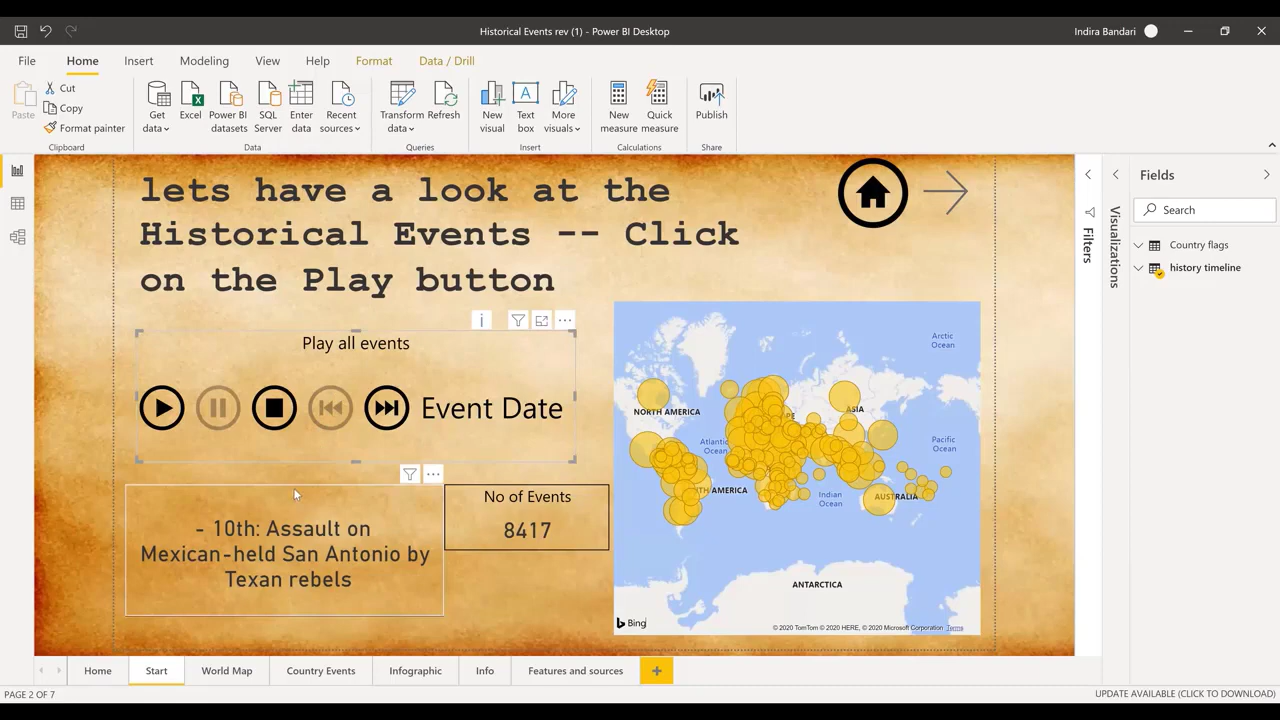 Historical Events rev (1) - Power BI Desktop
Indira Bandari
File Home Insert Modeling View Help Format Data / Drill
Paste
Cut
Copy
Format painter
Clipboard
Get data
Excel
Power BI datasets
SQL Server
Enter data
Recent sources
Data
Transform data
Refresh
Queries
New visual
Text box
More visuals
Insert
New measure
Quick measure
Calculations
Publish
Share
lets have a look at the
Historical Events -- Click
on the Play button
Play all events
Event Date
- 10th: Assault on
Mexican-held San Antonio by
Texan rebels
No of Events
8417
Arctic
Ocean
NORTH AMERICA
ASIA
Atlantic
Ocean
Pacific
Ocean
Indian
Ocean
AUSTRALIA
ANTARCTICA
Bing
© 2020 TomTom © 2020 HERE, © 2020 Microsoft Corporation Terms
Filters
Visualizations
Fields
Search
Country flags
history timeline
Home Start World Map Country Events Infographic Info Features and sources
PAGE 2 OF 7
UPDATE AVAILABLE (CLICK TO DOWNLOAD)